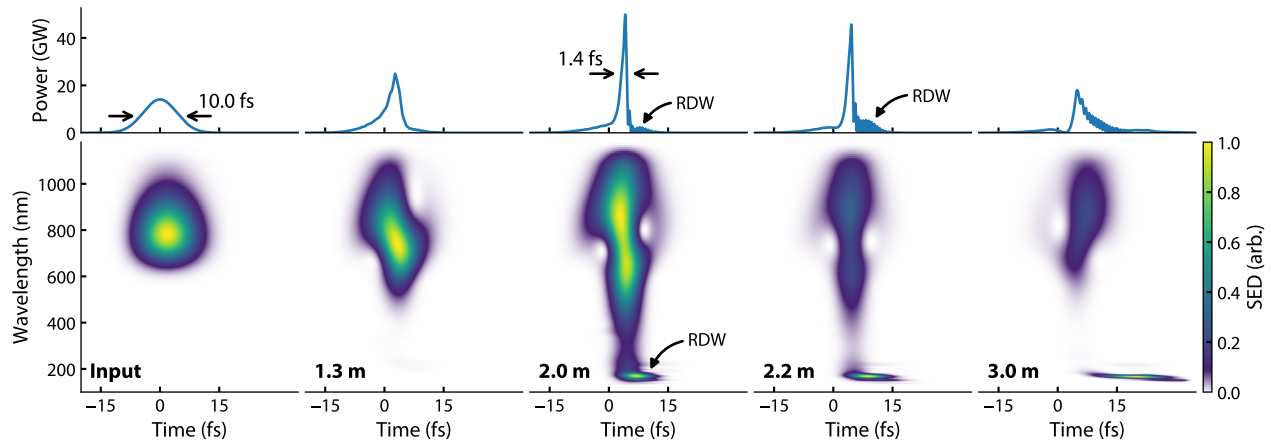 Power (GW)
40
20
0
10.0 fs
1.4 fs
RDW
RDW
Wavelength (nm)
1000
800
600
400
200
Input
1.3 m
2.0 m
RDW
2.2 m
3.0 m
−15 0 15
−15 0 15
−15 0 15
−15 0 15
−15 0 15
Time (fs)
Time (fs)
Time (fs)
Time (fs)
Time (fs)
1.0
0.8
0.6
0.4
0.2
0.0
SED (arb.)